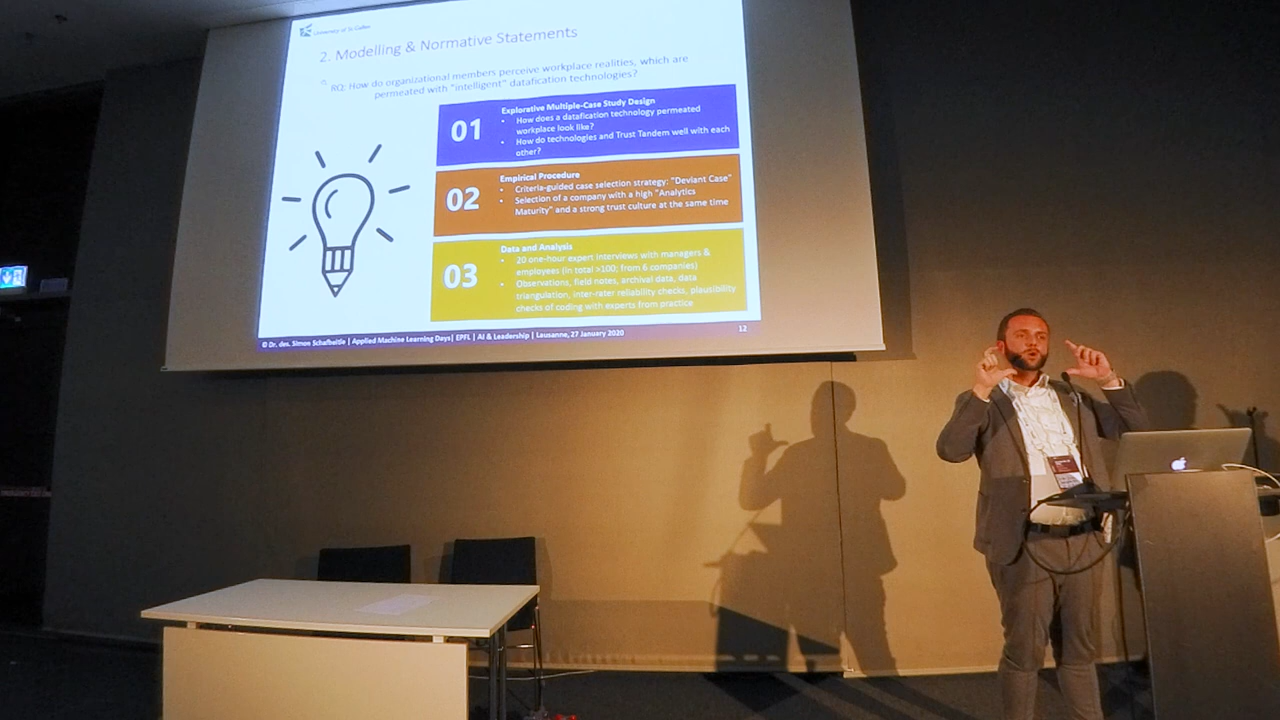 University of St.Gallen
2. Modelling & Normative Statements
RQ: How do organizational members perceive workplace realities, which are
permeated with "intelligent" datafication technologies?
01
Explorative Multiple-Case Study Design
• How does a datafication technology permeated
workplace look like?
• How do technologies and Trust Tandem well with each
other?
02
Empirical Procedure
• Criteria-guided case selection strategy: "Deviant Case"
• Selection of a company with a high "Analytics
Maturity" and a strong trust culture at the same time
03
Data and Analysis
• 20 one-hour expert interviews with managers &
employees (in total >100; from 6 companies)
• Observations, field notes, archival data, data
triangulation, inter-rater reliability checks, plausibility
checks of coding with experts from practice
© Dr. des. Simon Schafheitle | Applied Machine Learning Days| EPFL | AI & Leadership | Lausanne, 27 January 2020
12